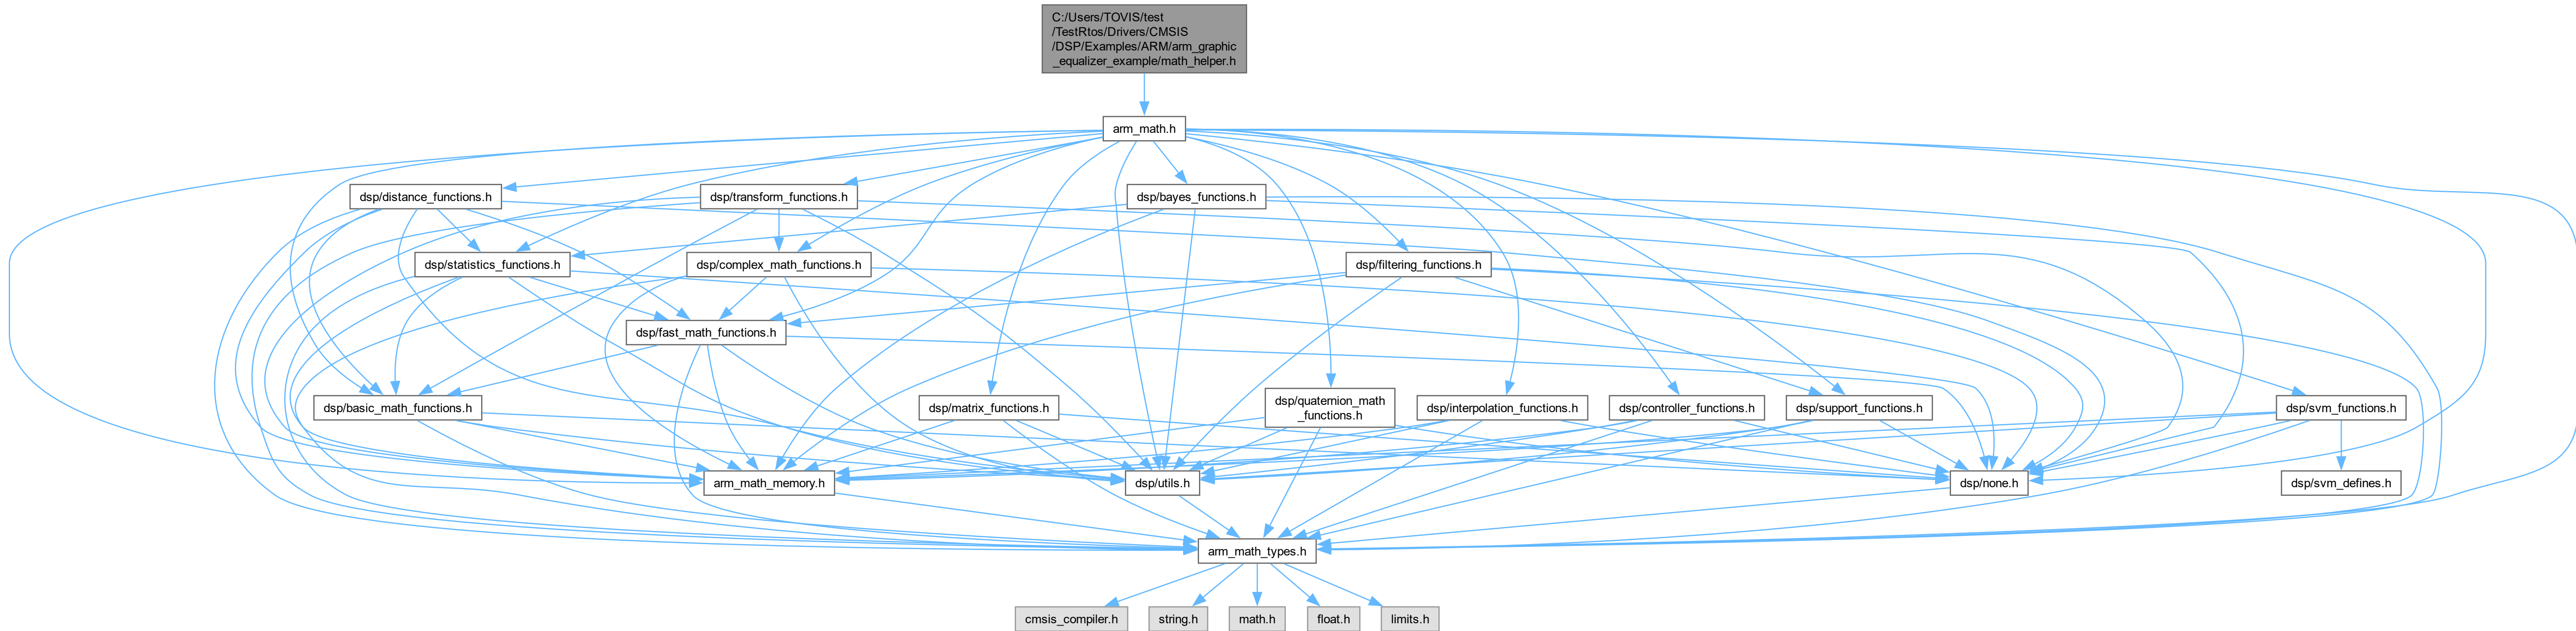 C:/Users/TOVIS/test
/TestRtos/Drivers/CMSIS
/DSP/Examples/ARM/arm_graphic
_equalizer_example/math_helper.h
arm_math.h
dsp/distance_functions.h
dsp/transform_functions.h
dsp/bayes_functions.h
dsp/statistics_functions.h
dsp/complex_math_functions.h
dsp/filtering_functions.h
dsp/fast_math_functions.h
dsp/basic_math_functions.h
dsp/matrix_functions.h
dsp/quaternion_math
_functions.h
dsp/interpolation_functions.h
dsp/controller_functions.h
dsp/support_functions.h
dsp/svm_functions.h
arm_math_memory.h
dsp/utils.h
dsp/none.h
dsp/svm_defines.h
arm_math_types.h
cmsis_compiler.h
string.h
math.h
float.h
limits.h